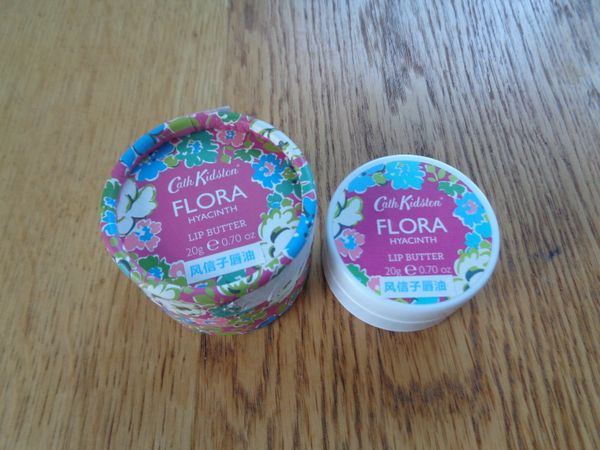 Cath Kidston
FLORA
HYACINTH
LIP BUTTER
20g ℮ 0.70 oz
风信子唇油
Cath Kidston
FLORA
HYACINTH
LIP BUTTER
20g ℮ 0.70 oz
风信子唇油